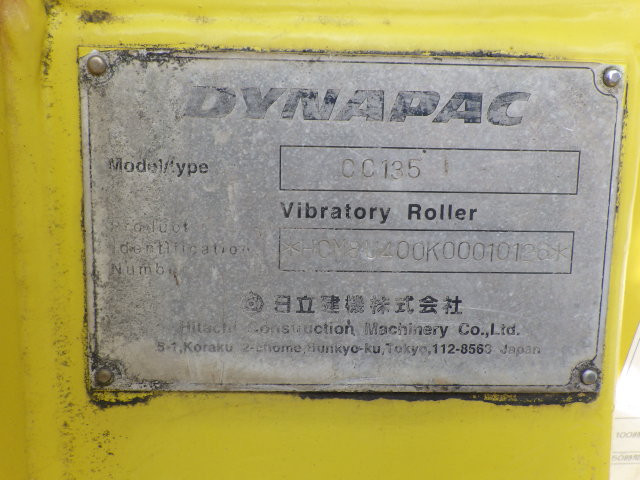 DYNAPAC
Model/type CC135
Vibratory Roller
Product
Identification
Number
日立建機株式会社
Hitachi Construction Machinery Co.,Ltd.
5-1,Koraku 2-chome,Bunkyo-ku,Tokyo,112-8563 Japan